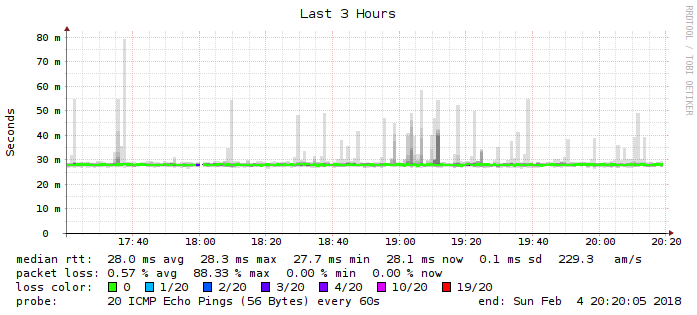 Last 3 Hours
RRDTOOL / TOBI OETIKER
Seconds
80 m
70 m
60 m
50 m
40 m
30 m
20 m
10 m
0
17:40 18:00 18:20 18:40 19:00 19:20 19:40 20:00 20:20
median rtt: 28.0 ms avg 28.3 ms max 27.7 ms min 28.1 ms now 0.1 ms sd 229.3 am/s
packet loss: 0.57 % avg 88.33 % max 0.00 % min 0.00 % now
loss color: 0 1/20 2/20 3/20 4/20 10/20 19/20
probe: 20 ICMP Echo Pings (56 Bytes) every 60s end: Sun Feb 4 20:20:05 2018